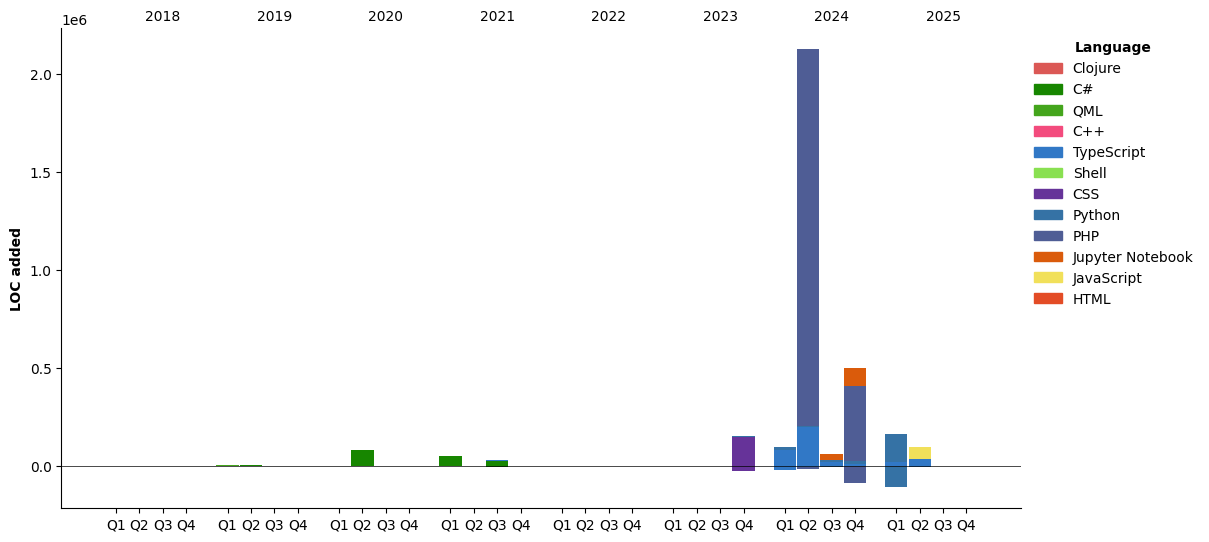 2018 2019 2020 2021 2022 2023 2024 2025
1e6
2.0
1.5
1.0
0.5
0.0
LOC added
Q1 Q2 Q3 Q4 Q1 Q2 Q3 Q4 Q1 Q2 Q3 Q4 Q1 Q2 Q3 Q4 Q1 Q2 Q3 Q4 Q1 Q2 Q3 Q4 Q1 Q2 Q3 Q4 Q1 Q2 Q3 Q4
Language
Clojure
C#
QML
C++
TypeScript
Shell
CSS
Python
PHP
Jupyter Notebook
JavaScript
HTML